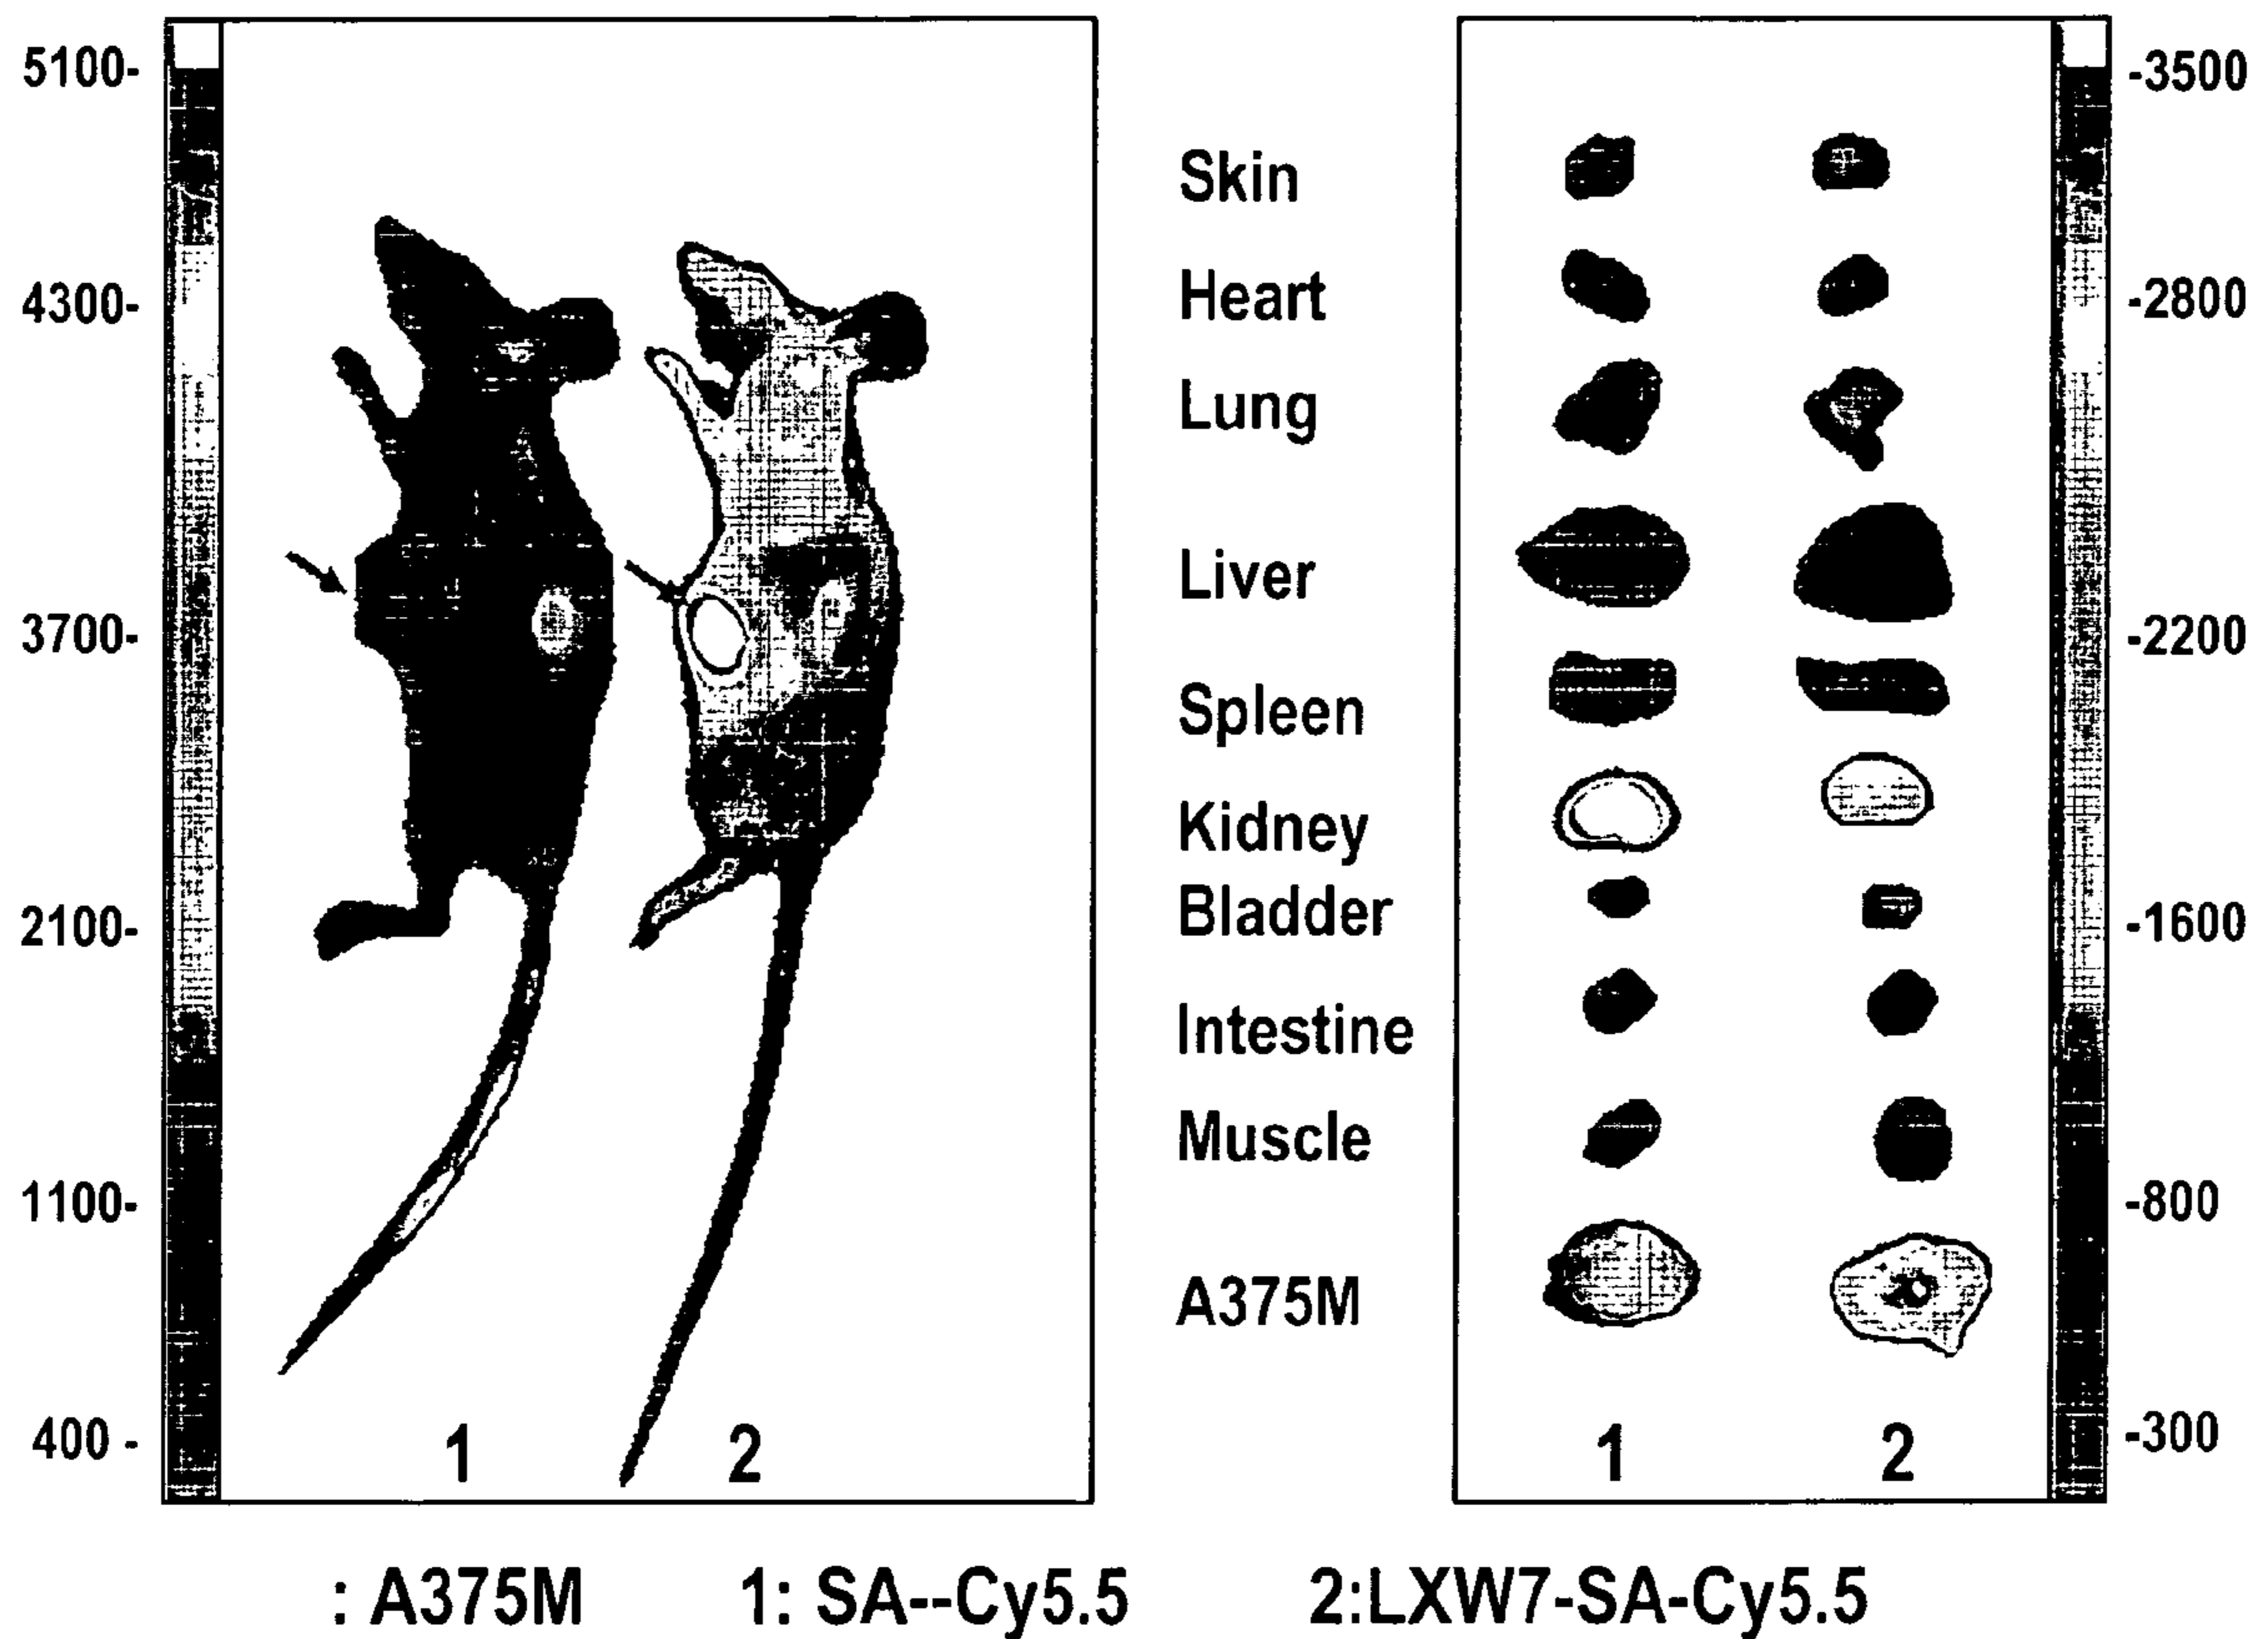 5100-
4300-
3700-
2100-
1100-
400 -
1
2
Skin
Heart
Lung
Liver
Spleen
Kidney
Bladder
Intestine
Muscle
A375M
1
2
-3500
-2800
-2200
-1600
-800
-300
: A375M 1: SA--Cy5.5 2:LXW7-SA-Cy5.5